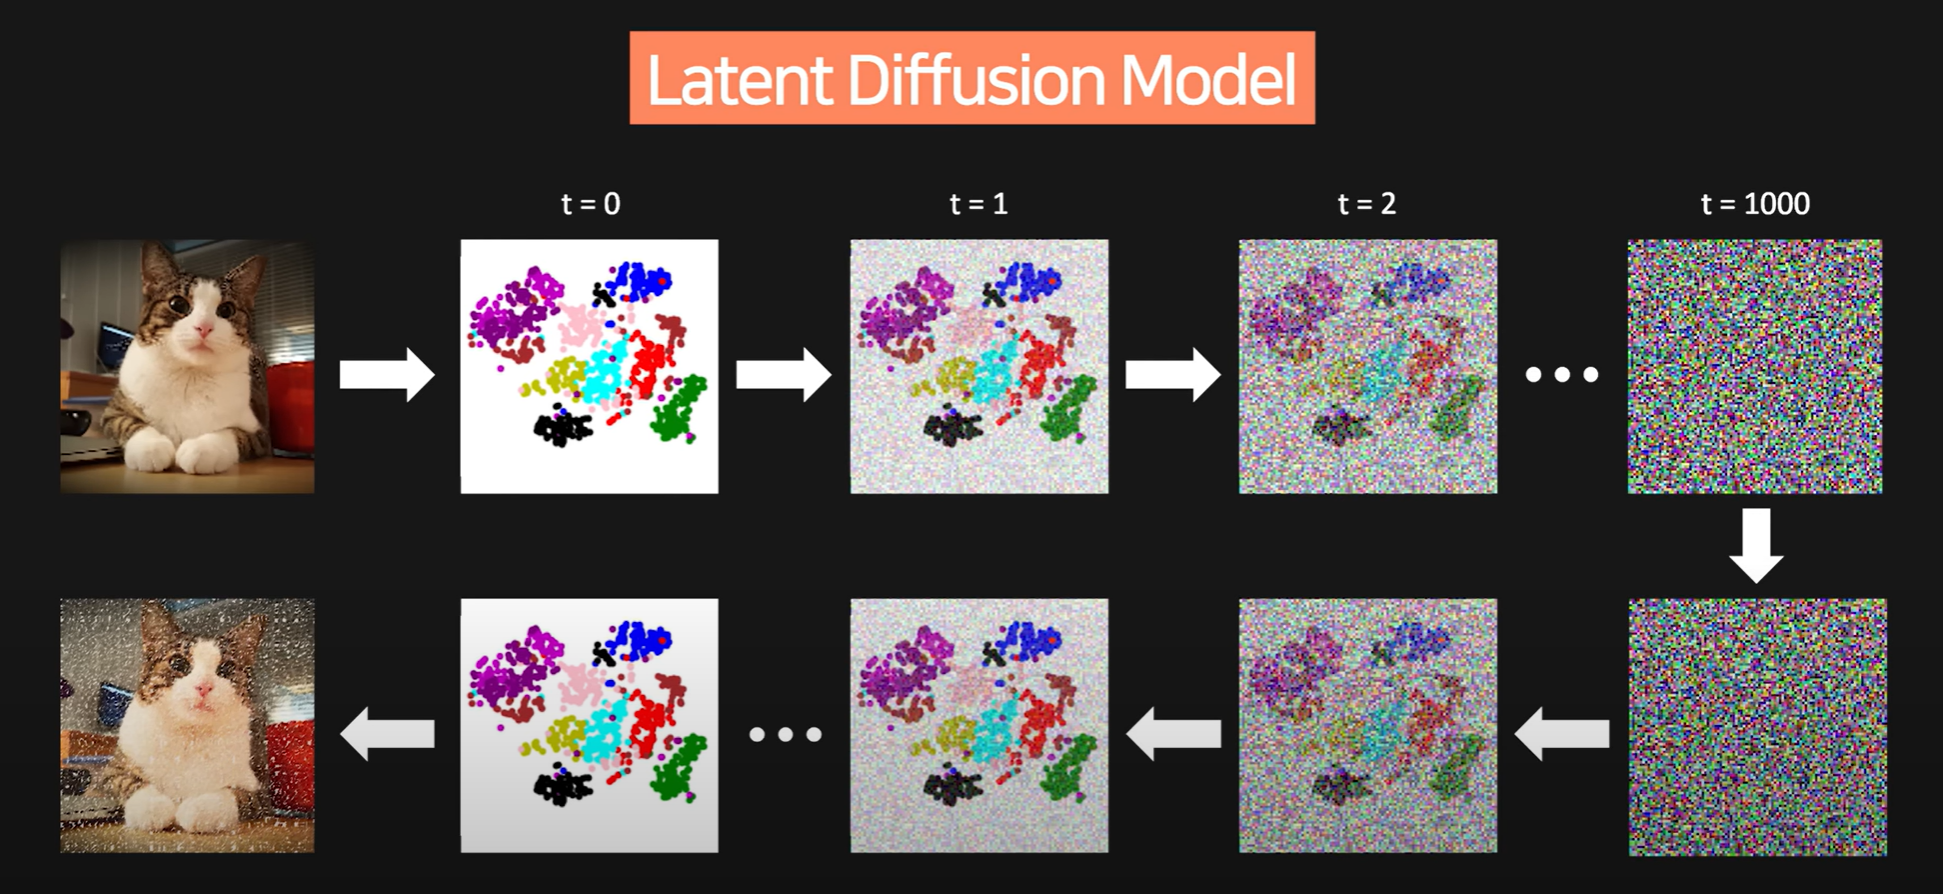 Latent Diffusion Model
t = 0
t = 1
t = 2
t = 1000